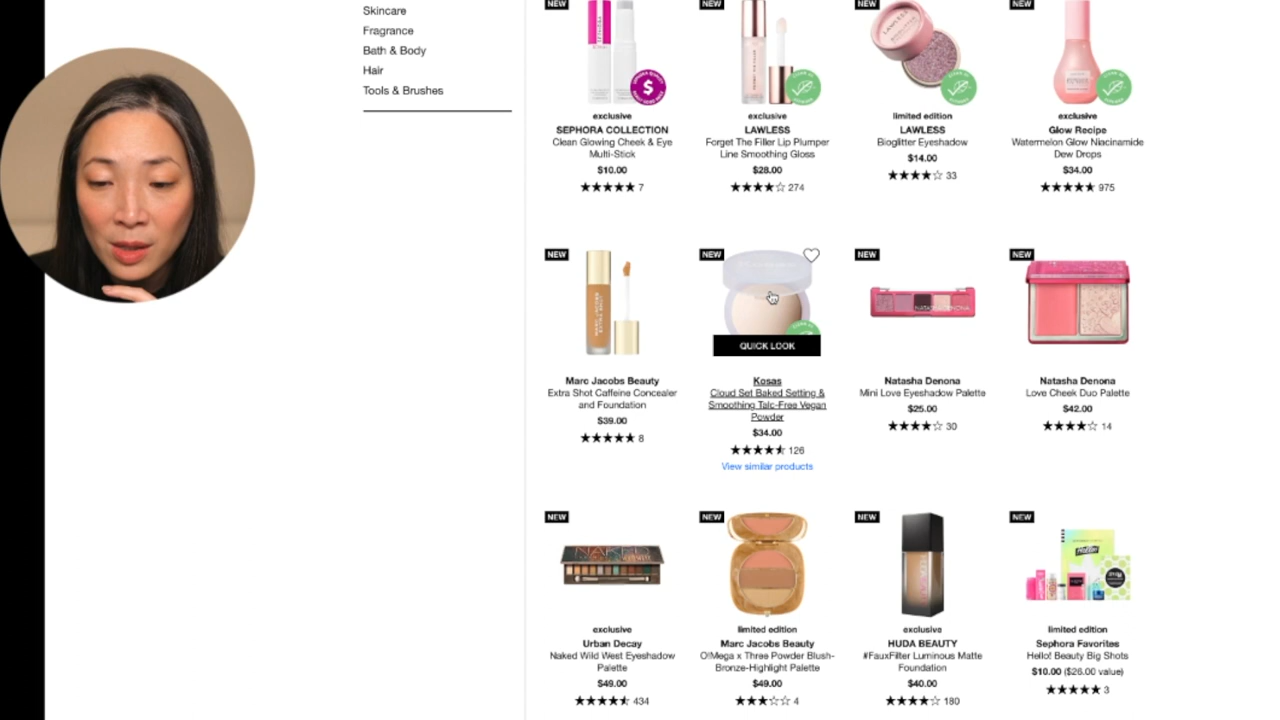 Skincare
Fragrance
Bath & Body
Hair
Tools & Brushes
NEW
NEW
NEW
NEW
exclusive
SEPHORA COLLECTION
Clean Glowing Cheek & Eye
Multi-Stick
$10.00
7
exclusive
LAWLESS
Forget The Filler Lip Plumper
Line Smoothing Gloss
$28.00
274
limited edition
LAWLESS
Bioglitter Eyeshadow
$14.00
33
exclusive
Glow Recipe
Watermelon Glow Niacinamide
Dew Drops
$34.00
975
NEW
Marc Jacobs Beauty
Extra Shot Caffeine Concealer
and Foundation
$39.00
8
NEW
QUICK LOOK
Kosas
Cloud Set Baked Setting &
Smoothing Talc-Free Vegan
Powder
$34.00
126
View similar products
NEW
NATASHA DENONA
Natasha Denona
Mini Love Eyeshadow Palette
$25.00
30
NEW
Natasha Denona
Love Cheek Duo Palette
$42.00
14
NEW
NAKED
exclusive
Urban Decay
Naked Wild West Eyeshadow
Palette
$49.00
434
NEW
limited edition
Marc Jacobs Beauty
O!Mega x Three Powder Blush-
Bronze-Highlight Palette
$49.00
4
NEW
exclusive
HUDA BEAUTY
#FauxFilter Luminous Matte
Foundation
$40.00
180
NEW
Hello!
limited edition
Sephora Favorites
Hello! Beauty Big Shots
$10.00 ($26.00 value)
3